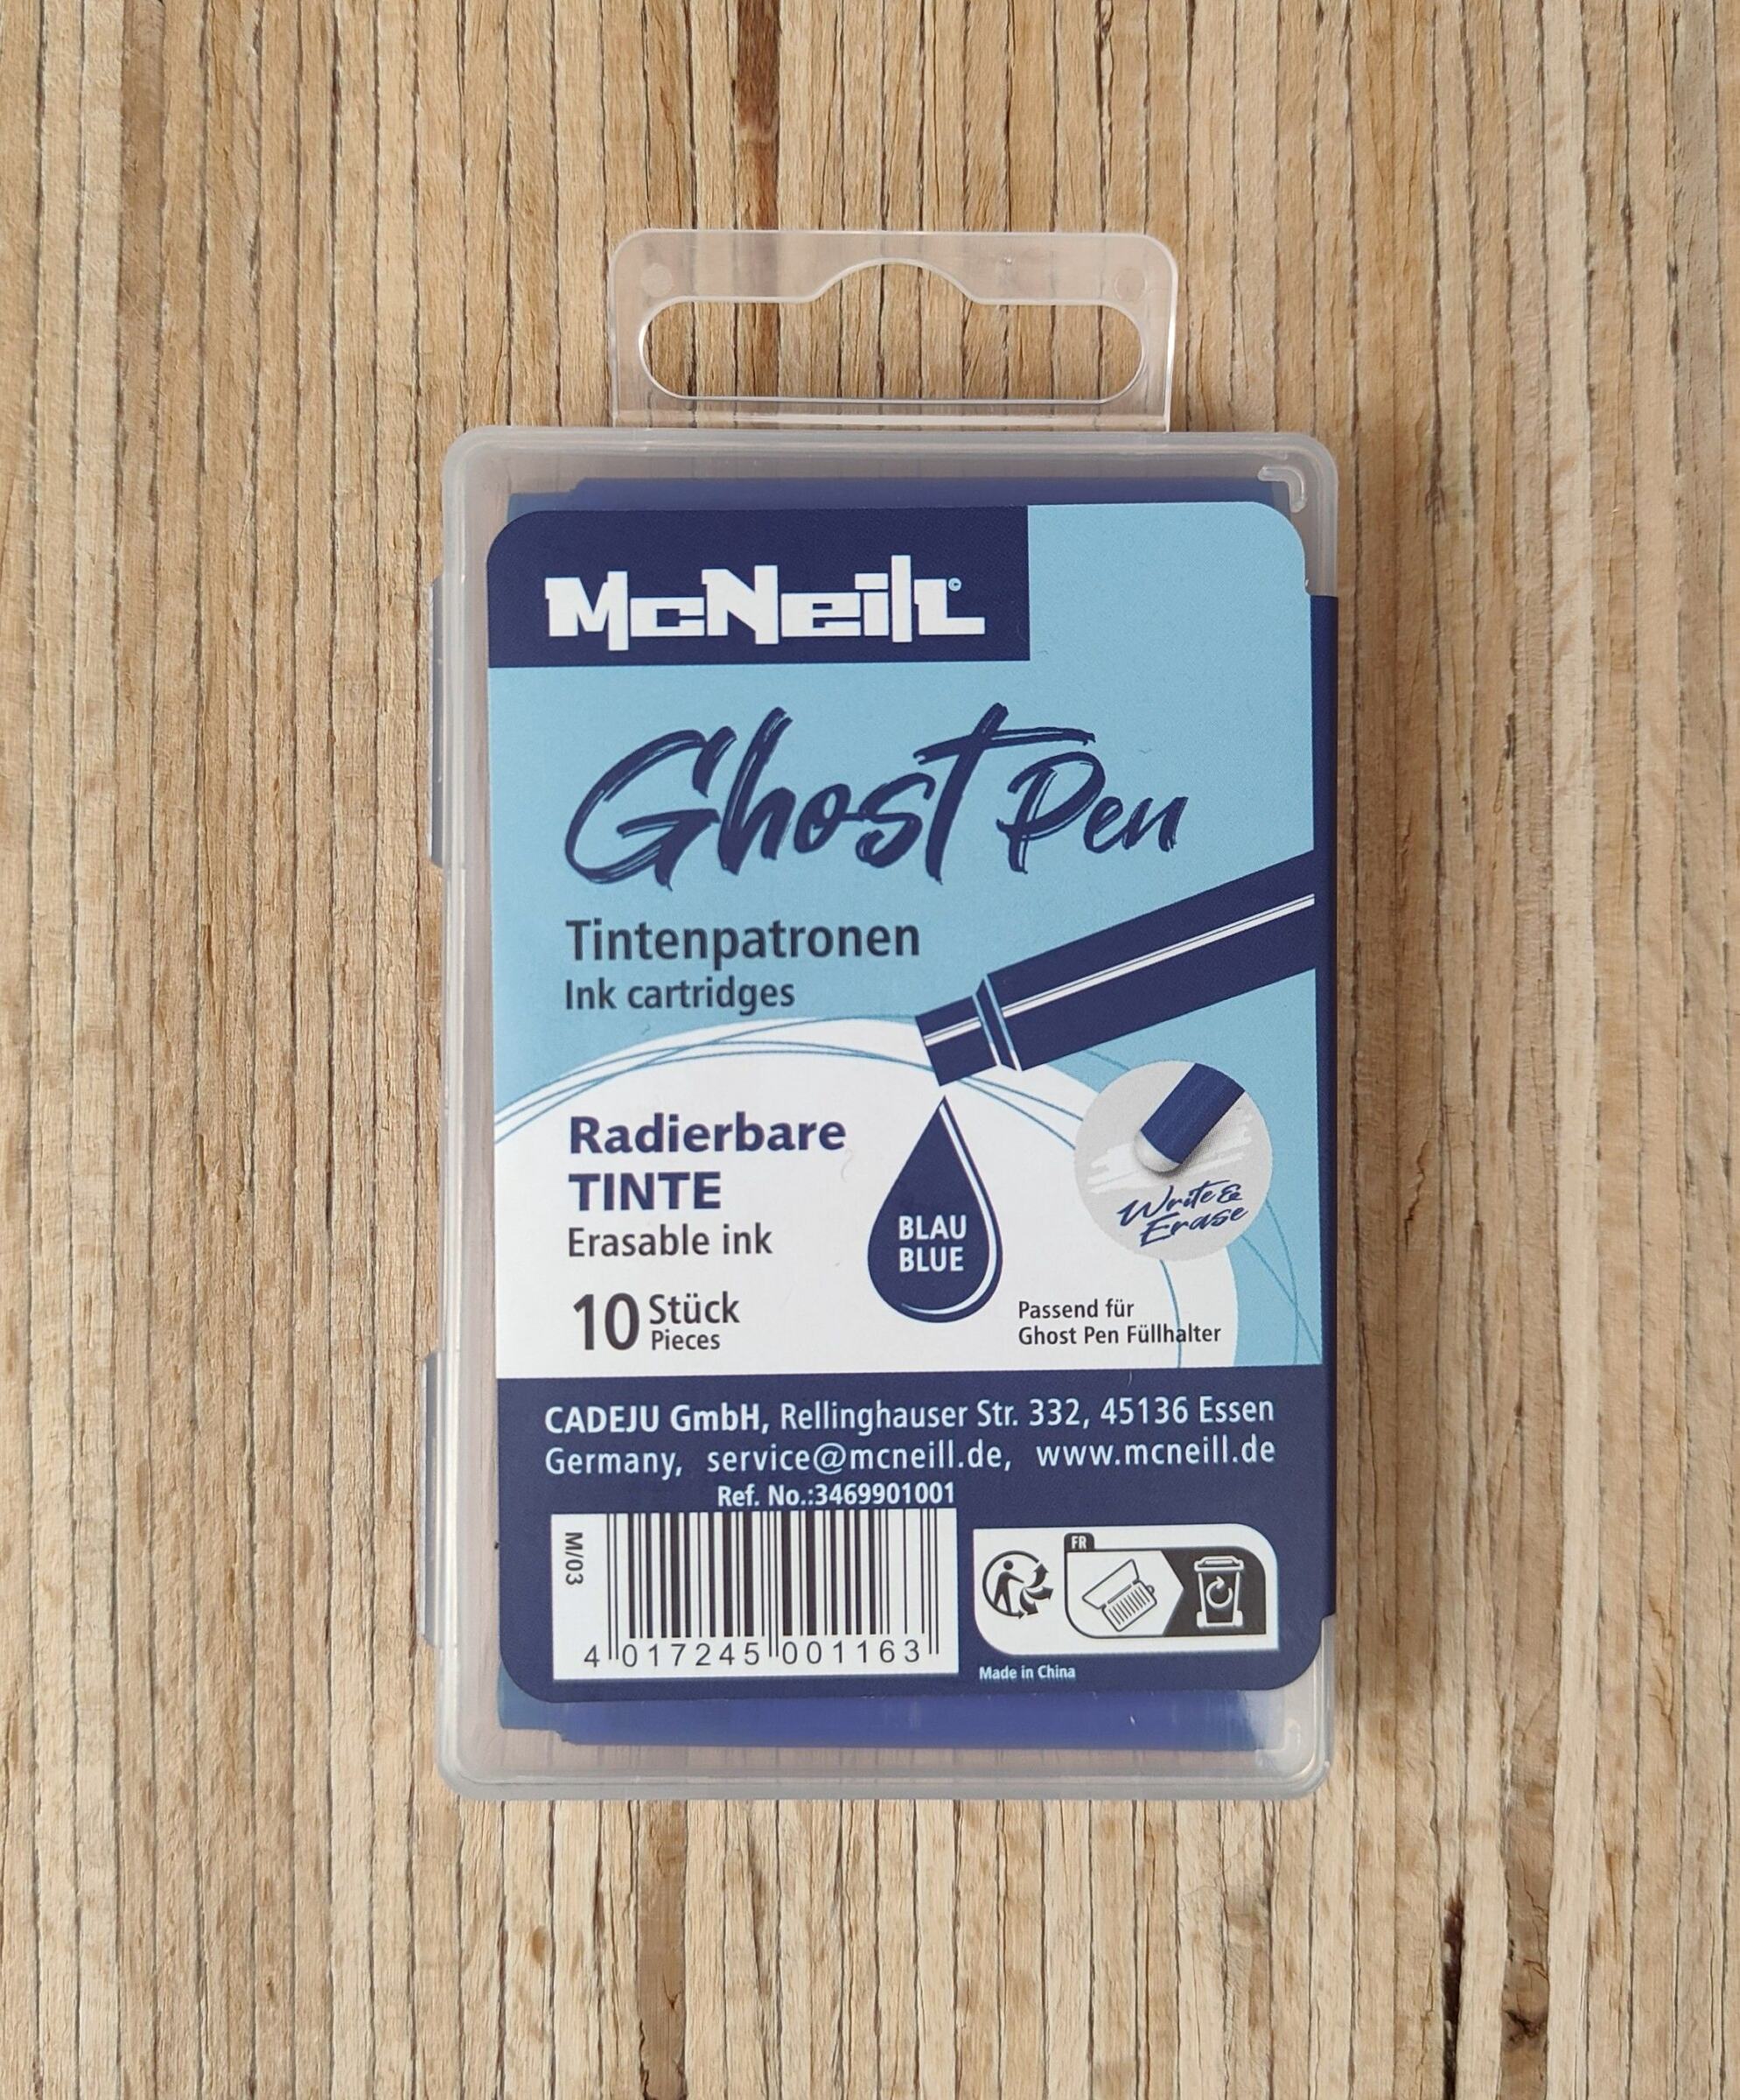 McNeill
Ghost Pen
Tintenpatronen
Ink cartridges
Radierbare
TINTE
Erasable ink
10 Stück
Pieces
BLAU
BLUE
Write &
Erase
Passend für
Ghost Pen Füllhalter
CADEJU GmbH, Rellinghauser Str. 332, 45136 Essen
Germany, service@mcneill.de, www.mcneill.de
Ref. No.:3469901001
M/03
4 017245 001163
FR
Made in China